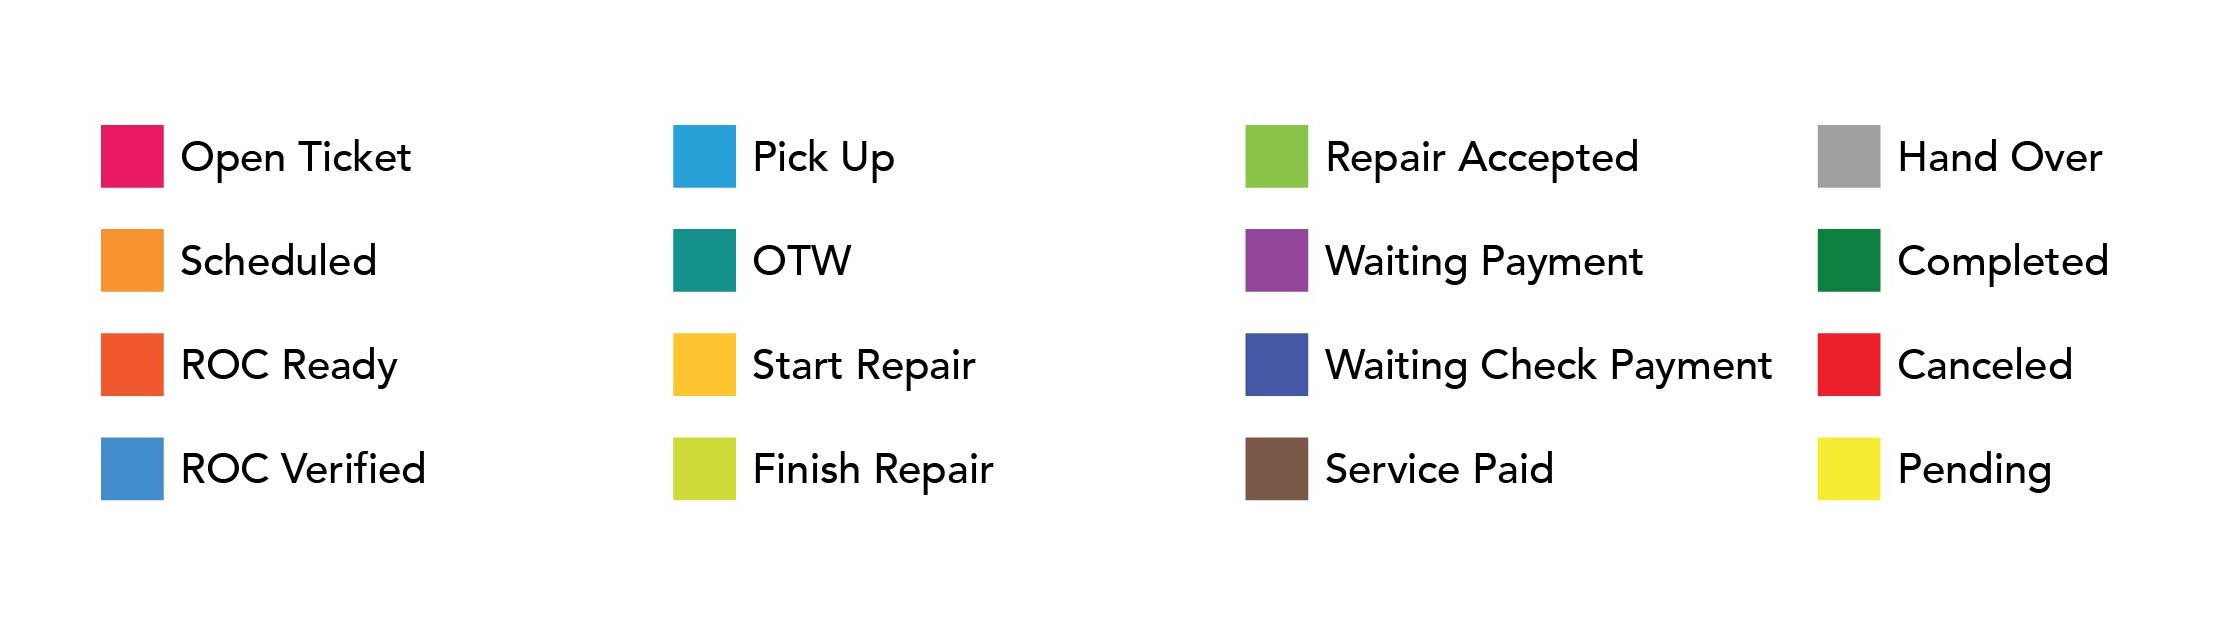 Open Ticket
Scheduled
ROC Ready
ROC Verified
Pick Up
OTW
Start Repair
Finish Repair
Repair Accepted
Waiting Payment
Waiting Check Payment
Service Paid
Hand Over
Completed
Canceled
Pending